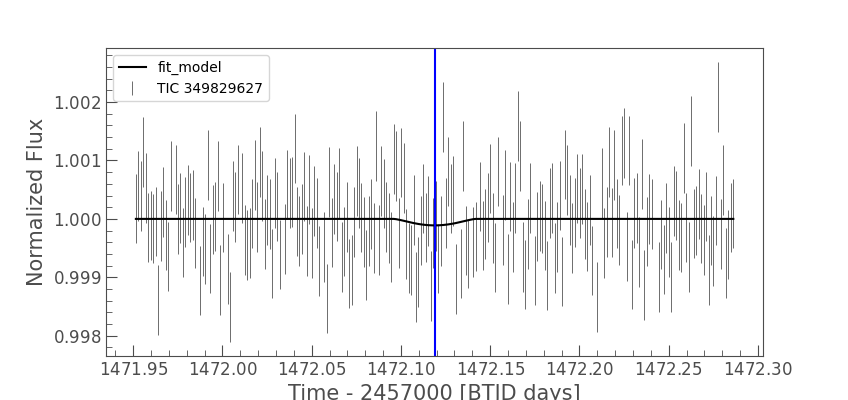 fit_model
TIC 349829627
1.002
1.001
1.000
0.999
0.998
Normalized Flux
1471.95 1472.00 1472.05 1472.10 1472.15 1472.20 1472.25 1472.30
Time - 2457000 [BTJD days]